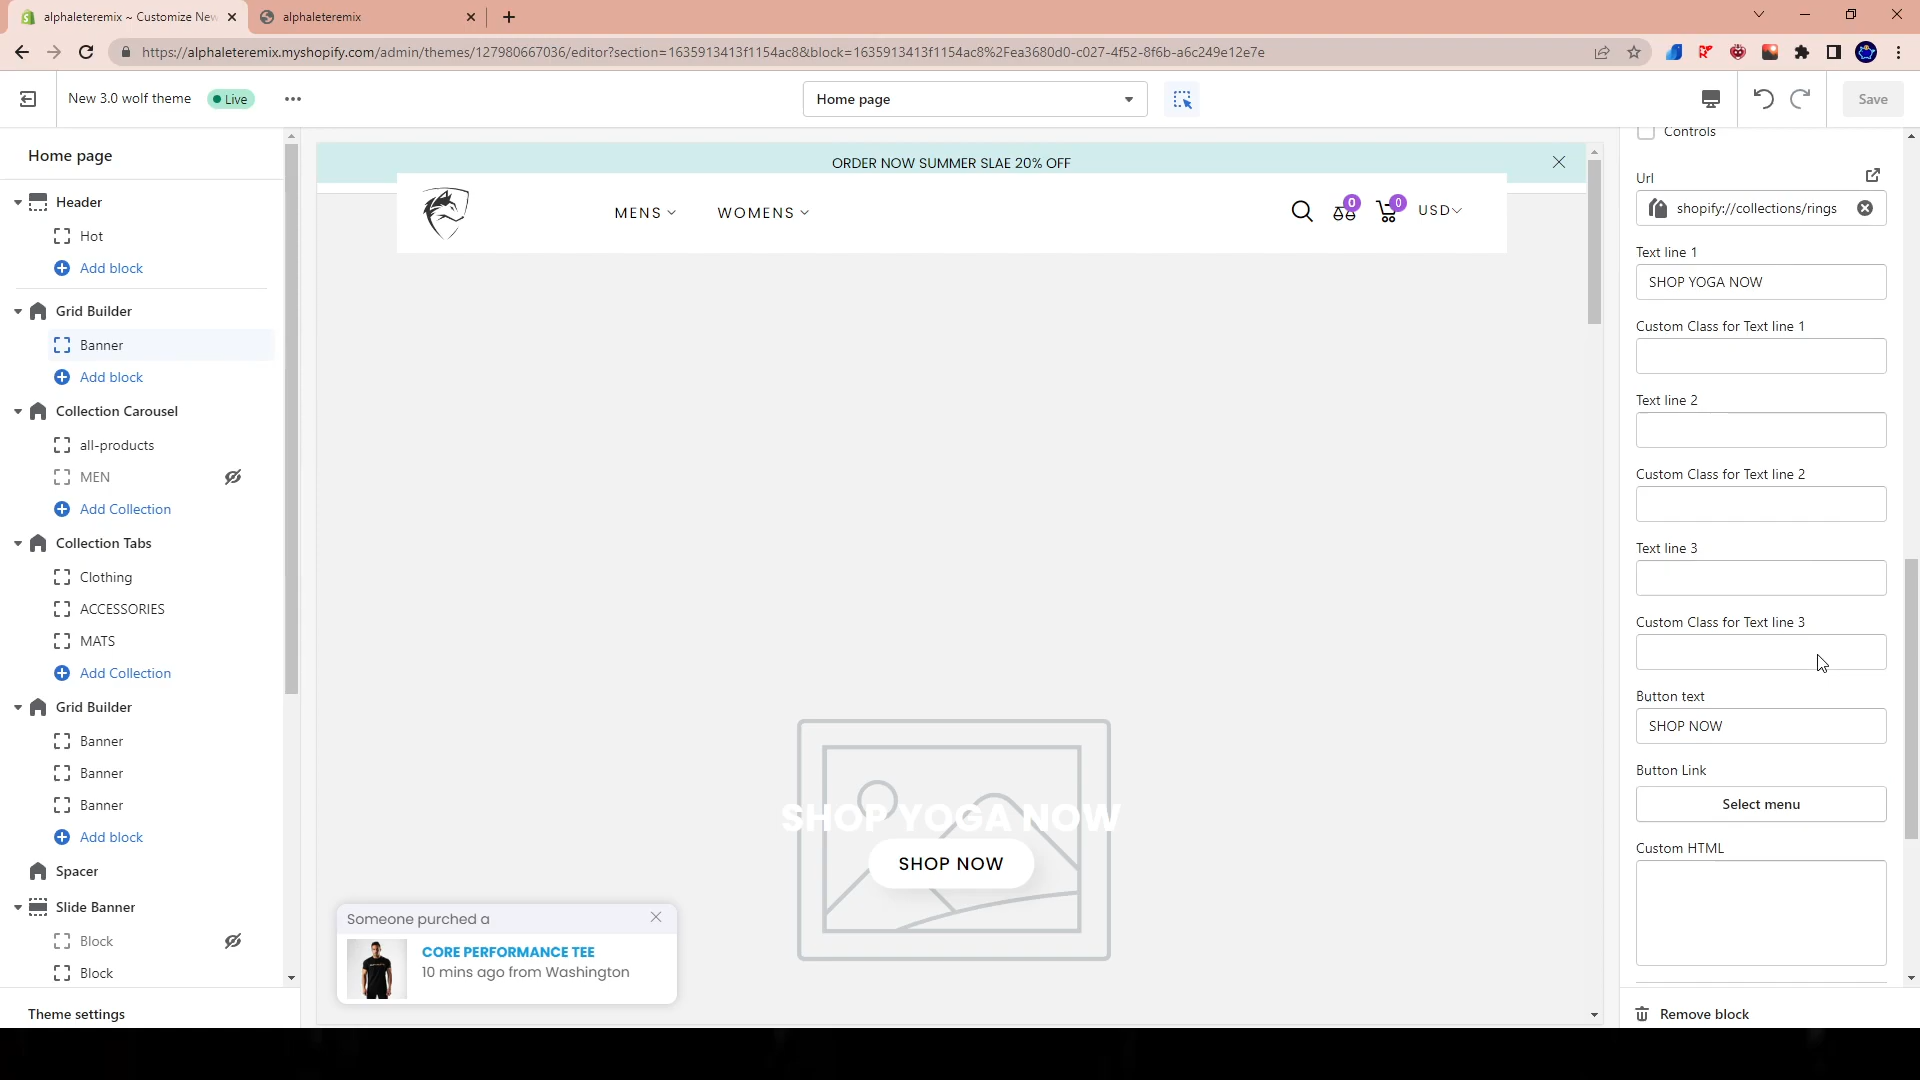 alphaleteremix ~ Customize New
alphaleteremix
https://alphaleteremix.myshopify.com/admin/themes/127980667036/editor?section=1635913413f1154ac8&block=1635913413f1154ac8%2Fea3680d0-c027-4f52-8f6b-a6c249e12e7e
New 3.0 wolf theme
Live
Home page
Save
Home page
Header
Hot
Add block
Grid Builder
Banner
Add block
Collection Carousel
all-products
MEN
Add Collection
Collection Tabs
Clothing
ACCESSORIES
MATS
Add Collection
Grid Builder
Banner
Banner
Banner
Add block
Spacer
Slide Banner
Block
Block
Theme settings
ORDER NOW SUMMER SLAE 20% OFF
MENS
WOMENS
0
0
USD
SHOP YOGA NOW
SHOP NOW
Someone purched a
CORE PERFORMANCE TEE
10 mins ago from Washington
Controls
Url
shopify://collections/rings
Text line 1
SHOP YOGA NOW
Custom Class for Text line 1
Text line 2
Custom Class for Text line 2
Text line 3
Custom Class for Text line 3
Button text
SHOP NOW
Button Link
Select menu
Custom HTML
Remove block